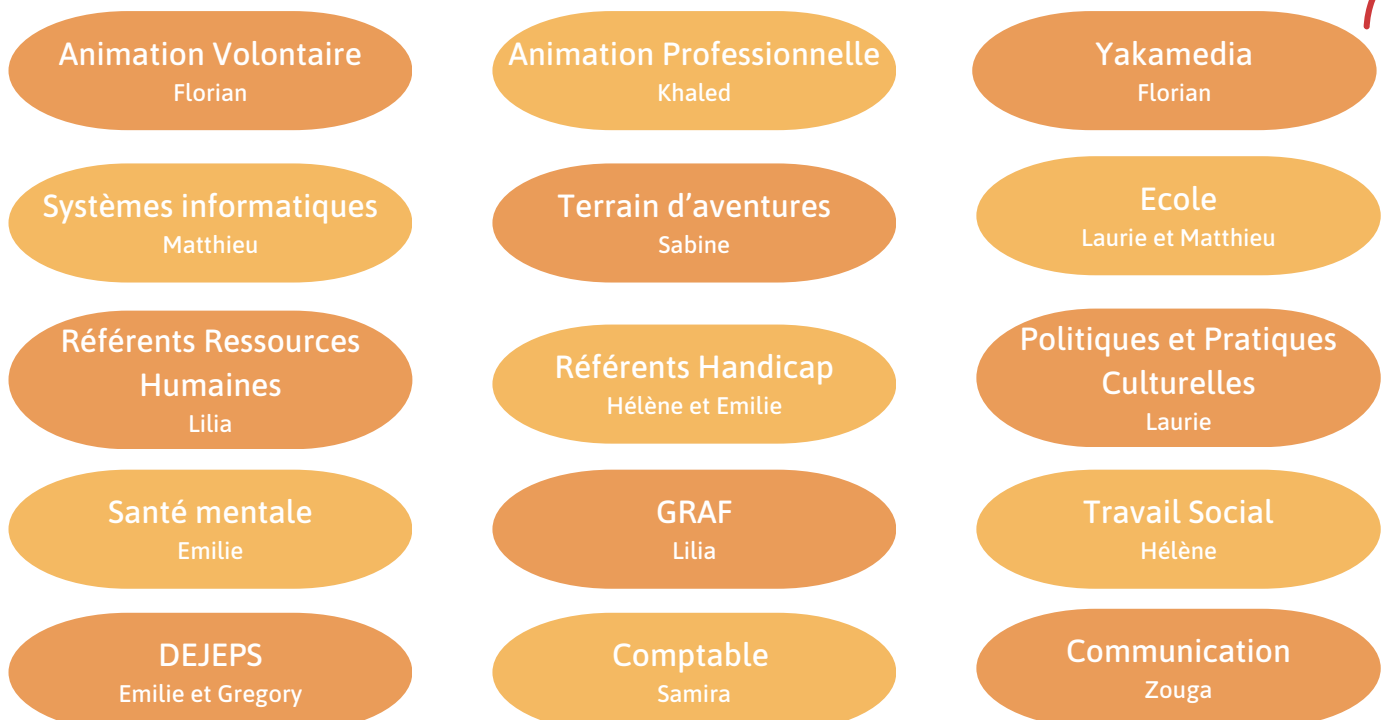 Animation Volontaire
Florian
Animation Professionnelle
Khaled
Yakamedia
Florian
Systèmes informatiques
Matthieu
Terrain d’aventures
Sabine
Ecole
Laurie et Matthieu
Référents Ressources
Humaines
Lilia
Référents Handicap
Hélène et Emilie
Politiques et Pratiques
Culturelles
Laurie
Santé mentale
Emilie
GRAF
Lilia
Travail Social
Hélène
DEJEPS
Emilie et Gregory
Comptable
Samira
Communication
Zouga